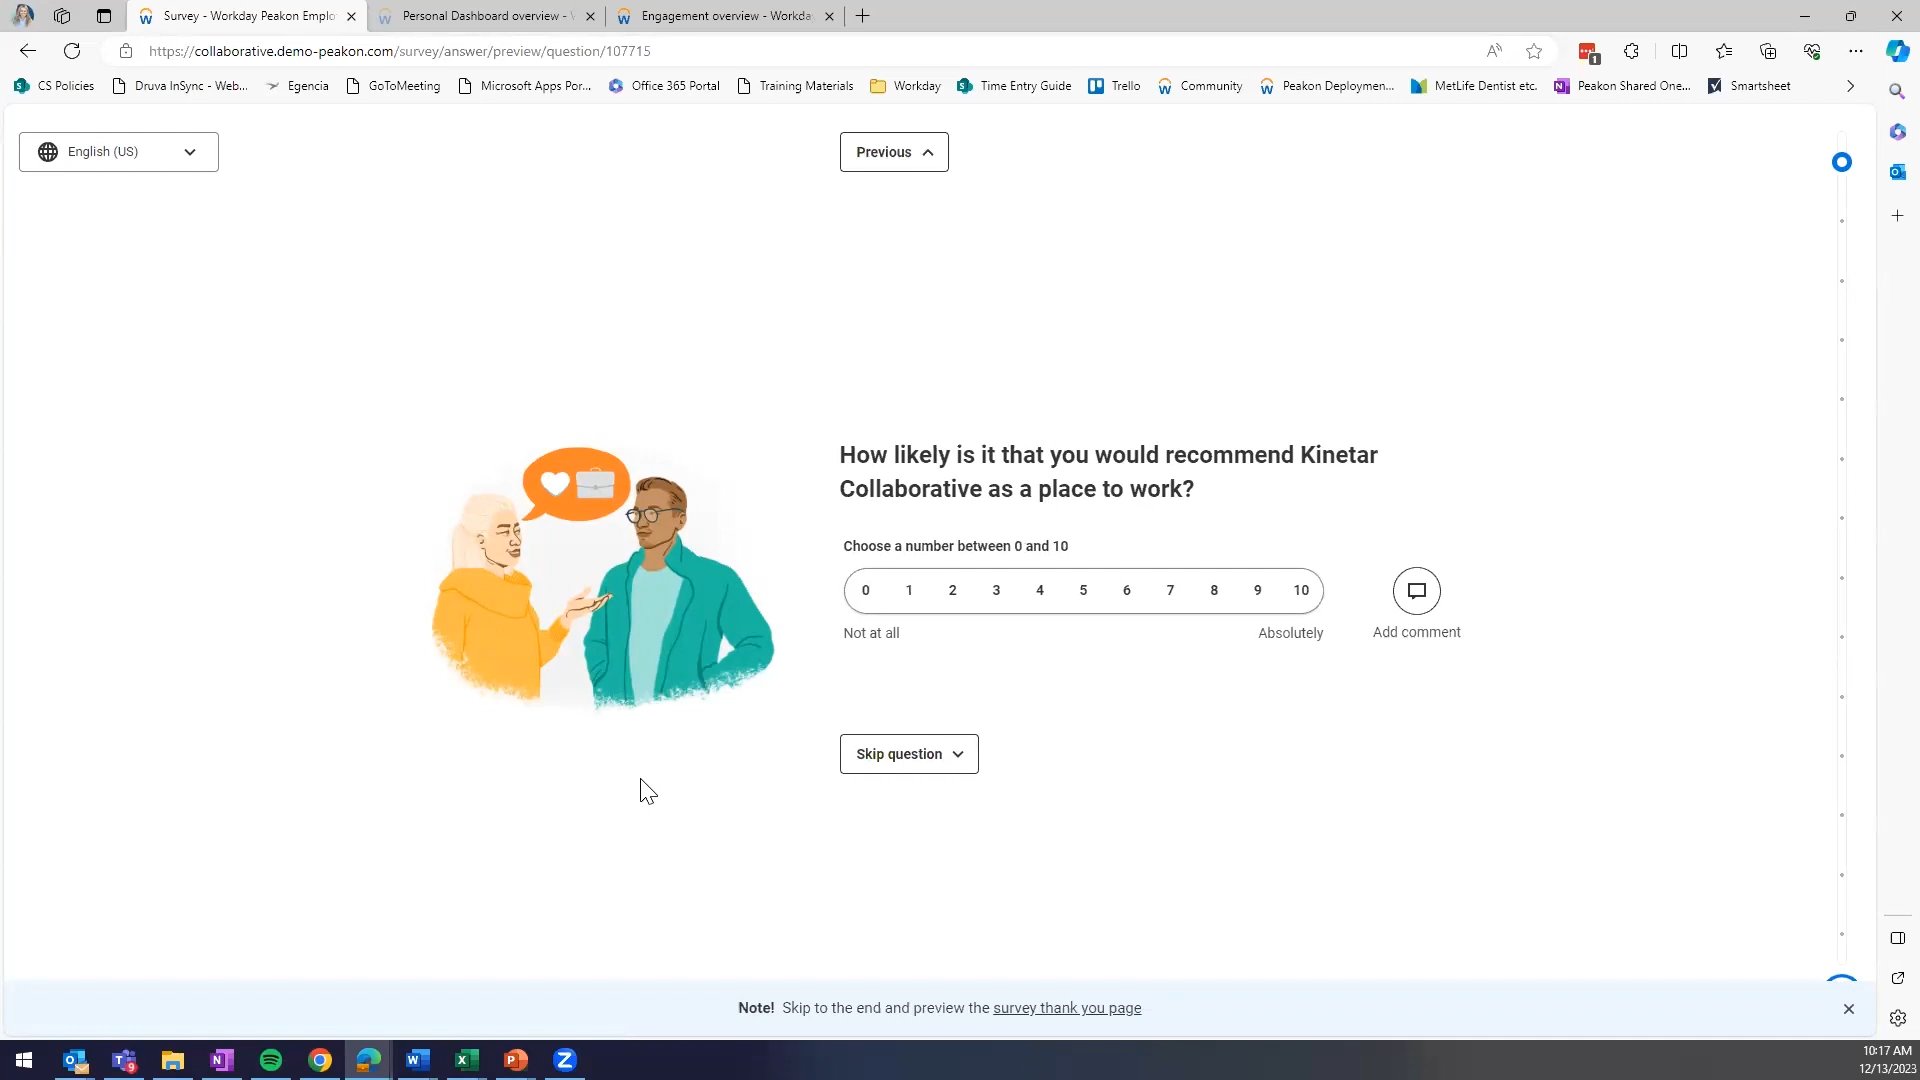 Survey - Workday Peakon Emplo
Personal Dashboard overview -
Engagement overview - Workda
https://collaborative.demo-peakon.com/survey/answer/preview/question/107715
1
CS Policies
Druva InSync - Web...
Egencia
GoToMeeting
Microsoft Apps Por...
Office 365 Portal
Training Materials
Workday
Time Entry Guide
Trello
Community
Peakon Deploymen...
MetLife Dentist etc.
Peakon Shared One...
Smartsheet
English (US)
Previous
How likely is it that you would recommend Kinetar
Collaborative as a place to work?
Choose a number between 0 and 10
0 1 2 3 4 5 6 7 8 9 10
Not at all
Absolutely
Add comment
Skip question
Note! Skip to the end and preview the survey thank you page
10:17 AM
12/13/2023